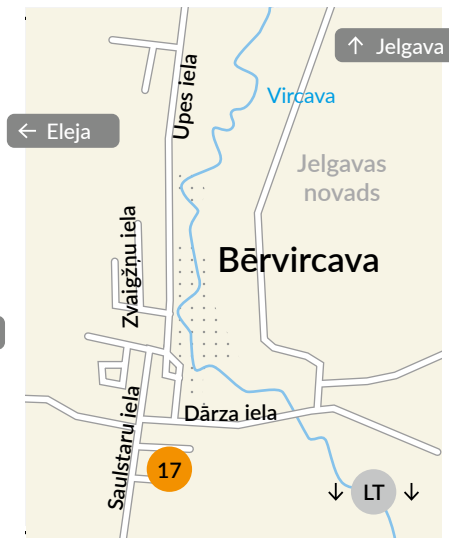 ↑ Jelgava
Upes iela
Vircava
← Eleja
Jelgavas
novads
Zvaigžņu iela
Bērvircava
Dārza iela
Saulstaru iela
17
↓ LT ↓